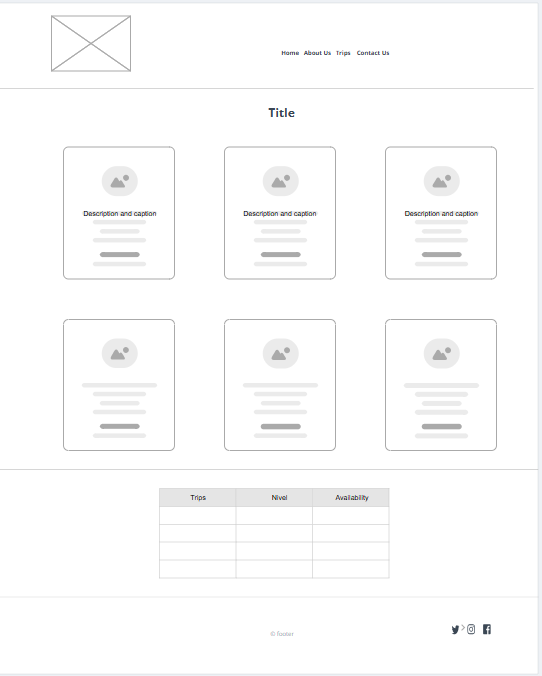 Home About Us Trips Contact Us
Title
Description and caption Description and caption Description and caption
Trips Nivel Availability
© footer